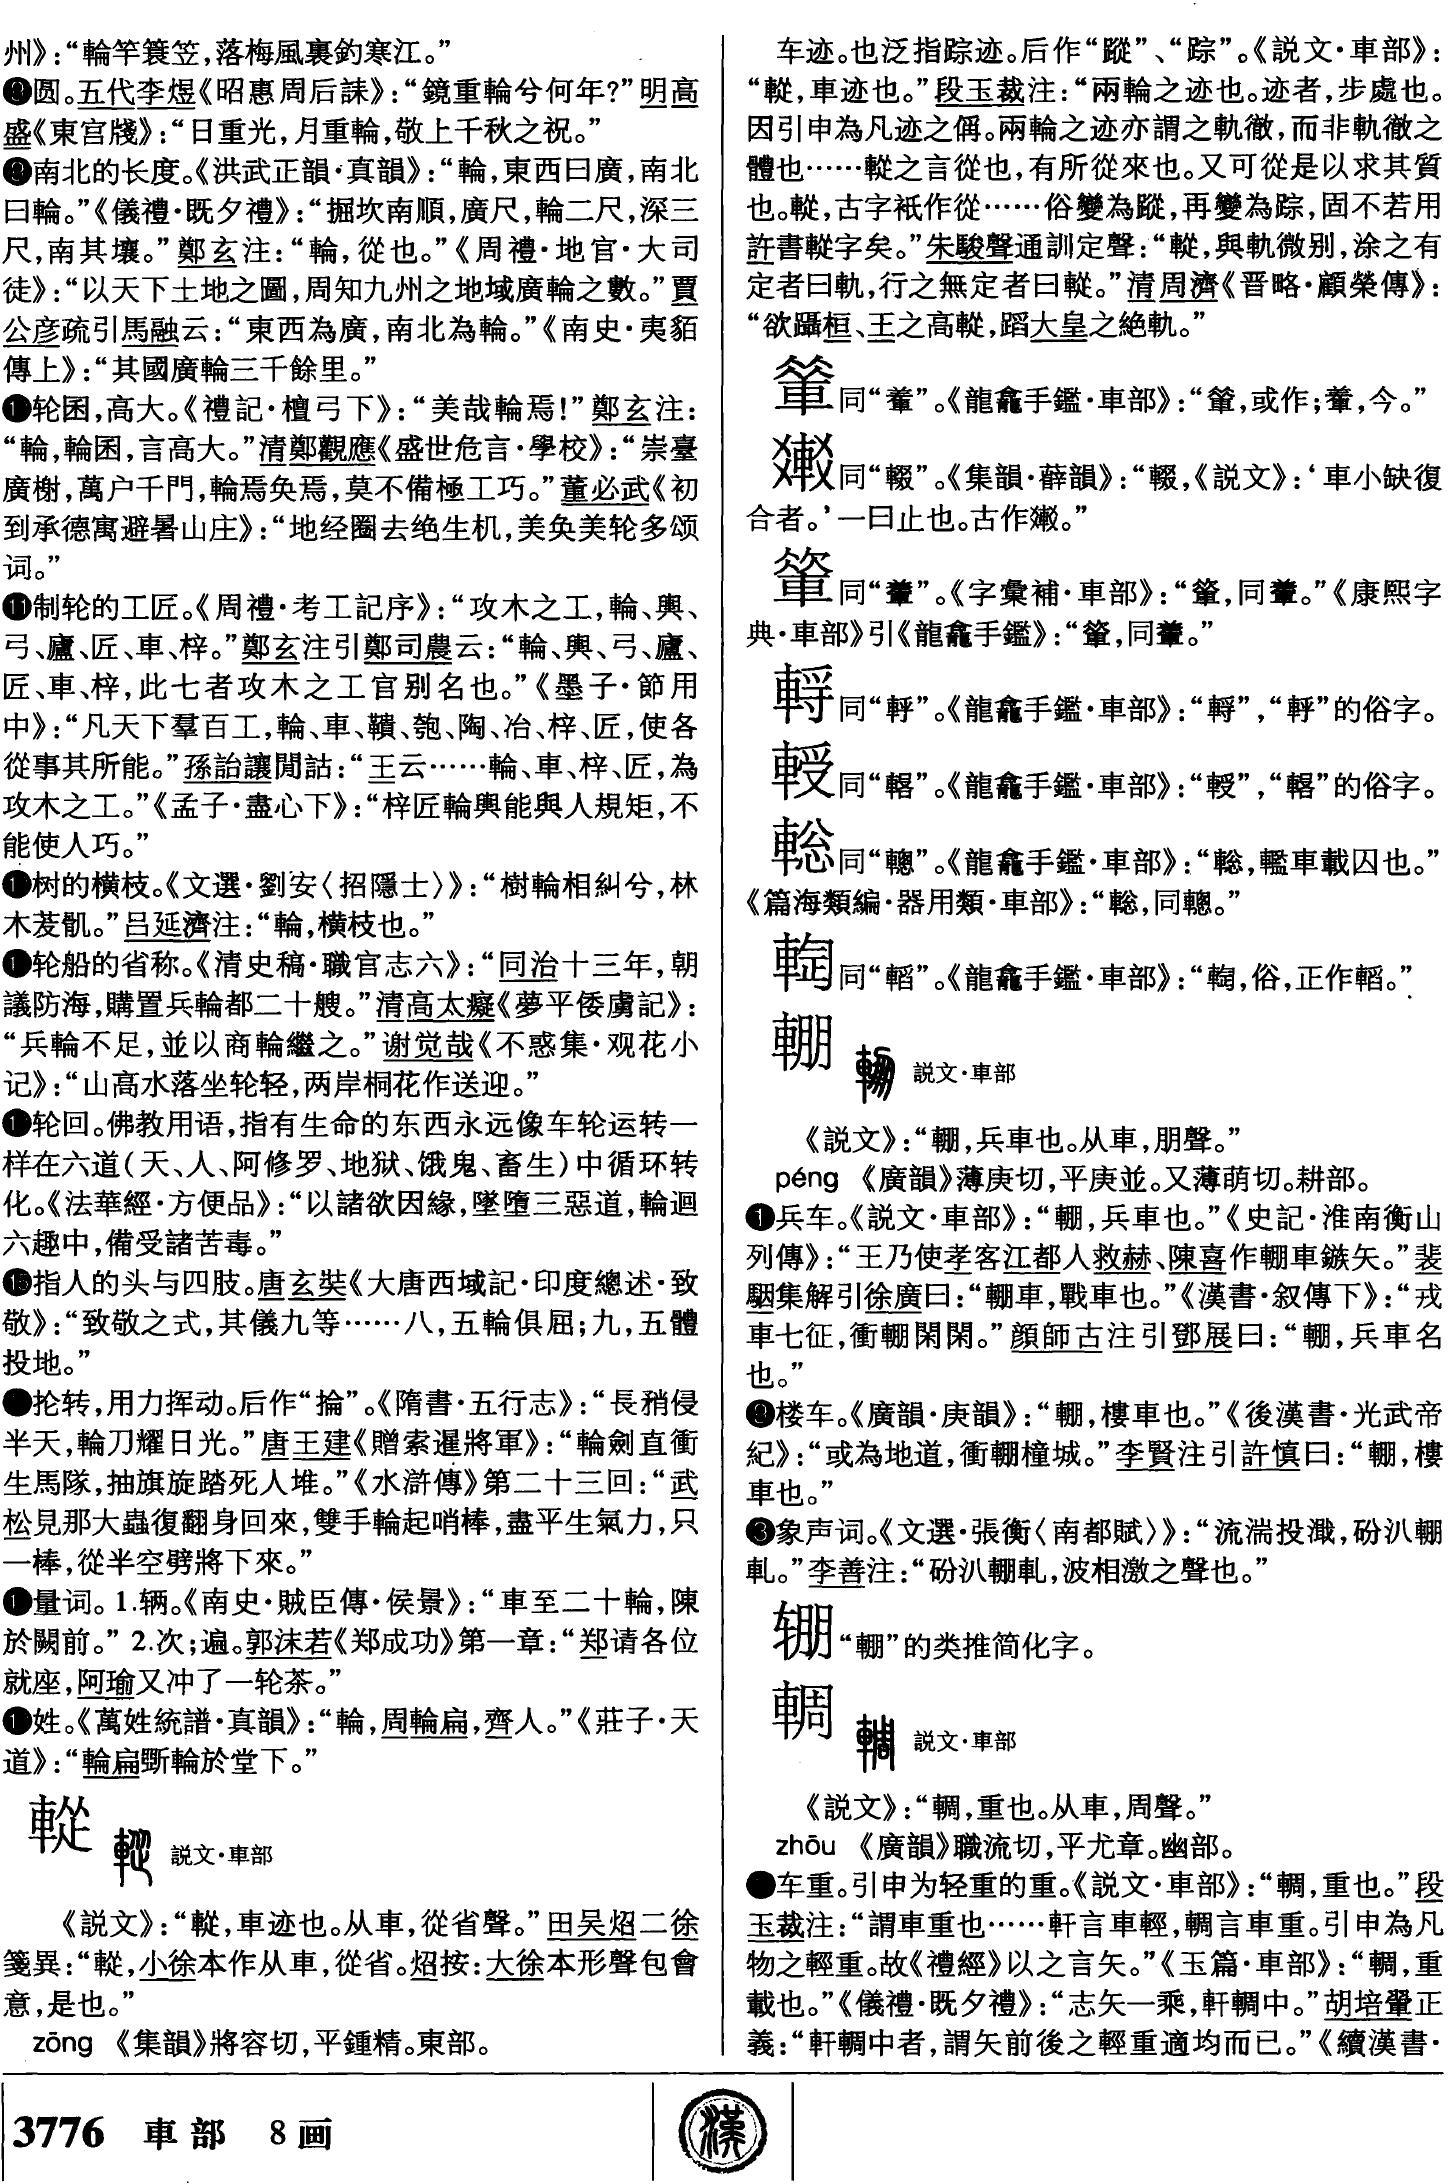 州》：“輪竿簑笠，落梅風裏釣寒江。”
❽圆。五代李煜《昭惠周后誄》：“鏡重輪兮何年？”明高
盛《東宫牋》：“日重光，月重輪，敬上千秋之祝。”
❾南北的长度。《洪武正韻·真韻》：“輪，東西曰廣，南北
曰輪。”《儀禮·既夕禮》：“掘坎南順，廣尺，輪二尺，深三
尺，南其壤。”鄭玄注：“輪，從也。”《周禮·地官·大司
徒》：“以天下土地之圖，周知九州之地域廣輪之數。”賈
公彦疏引馬融云：“東西為廣，南北為輪。”《南史·夷貊
傳上》：“其國廣輪三千餘里。”
轮囷，高大。《禮記·檀弓下》：“美哉輪焉！”鄭玄注：
“輪，輪囷，言高大。”清鄭觀應《盛世危言·學校》：“崇臺
廣榭，萬户千門，輪焉奂焉，莫不備極工巧。”董必武《初
到承德寓避暑山庄》：“地经圈去绝生机，美奂美轮多颂
词。”
⓫制轮的工匠。《周禮·考工記序》：“攻木之工，輪、輿、
弓、廬、匠、車、梓。”鄭玄注引鄭司農云：“輪、輿、弓、廬、
匠、車、梓，此七者攻木之工官别名也。”《墨子·節用
中》：“凡天下羣百工，輪、車、鞼、匏、陶、冶、梓、匠，使各
從事其所能。”孫詒讓閒詁：“王云……輪、車、梓、匠，為
攻木之工。”《孟子·盡心下》：“梓匠輪輿能與人規矩，不
能使人巧。”
树的横枝。《文選·劉安〈招隱士〉》：“樹輪相糾兮，林
木茇骫。”吕延濟注：“輪，横枝也。”
轮船的省称。《清史稿·職官志六》：“同治十三年，朝
議防海，購置兵輪都二十艘。”清高太癡《夢平倭虜記》：
“兵輪不足，並以商輪繼之。”谢觉哉《不惑集·观花小
记》：“山高水落坐轮轻，两岸桐花作送迎。”
轮回。佛教用语，指有生命的东西永远像车轮运转一
样在六道（天、人、阿修罗、地狱、饿鬼、畜生）中循环转
化。《法華經·方便品》：“以諸欲因緣，墜墮三惡道，輪迴
六趣中，備受諸苦毒。”
⓯指人的头与四肢。唐玄奘《大唐西域記·印度總述·致
敬》：“致敬之式，其儀九等……八，五輪俱屈；九，五體
投地。”
抡转，用力挥动。后作“掄”。《隋書·五行志》：“長矟侵
半天，輪刀耀日光。”唐王建《贈索暹將軍》：“輪劍直衝
生馬隊，抽旗旋踏死人堆。”《水滸傳》第二十三回：“武
松見那大蟲復翻身回來，雙手輪起哨棒，盡平生氣力，只
一棒，從半空劈將下來。”
量词。1.辆。《南史·賊臣傳·侯景》：“車至二十輪，陳
於闕前。”2.次；遍。郭沫若《郑成功》第一章：“郑请各位
就座，阿瑜又冲了一轮茶。”
姓。《萬姓統譜·真韻》：“輪，周輪扁，齊人。”《莊子·天
道》：“輪扁斲輪於堂下。”
䡮 説文·車部
《説文》：“䡮，車迹也。从車，從省聲。”田吴炤二徐
箋異：“䡮，小徐本作从車，從省。炤按：大徐本形聲包會
意，是也。”
zōng 《集韻》將容切，平鍾精。東部。
车迹。也泛指踪迹。后作“蹤”、“踪”。《説文·車部》：
“䡮，車迹也。”段玉裁注：“兩輪之迹也。迹者，步處也。
因引申為凡迹之偁。兩輪之迹亦謂之軌徹，而非軌徹之
體也……䡮之言從也，有所從來也。又可從是以求其質
也。䡮，古字衹作從……俗變為蹤，再變為踪，固不若用
許書䡮字矣。”朱駿聲通訓定聲：“䡮，與軌微别，涂之有
定者曰軌，行之無定者曰䡮。”清周濟《晋略·顧榮傳》：
“欲躡桓、王之高䡮，蹈大皇之絶軌。”
同“輂”。《龍龕手鑑·車部》：“，或作；輂，今。”
同“輟”。《集韻·薛韻》：“輟，《説文》：‘車小缺復
合者。’一曰止也。古作。”
同“”。《字彙補·車部》：“，同。”《康熙字
典·車部》引《龍龕手鑑》：“，同。”
同“軤”。《龍龕手鑑·車部》：“”，“軤”的俗字。
同“”。《龍龕手鑑·車部》：“”，“”的俗字。
同“轗”。《龍龕手鑑·車部》：“，轞車載囚也。”
《篇海類編·器用類·車部》：“，同。”
同“轁”。《龍龕手鑑·車部》：“，俗，正作。”
輣 説文·車部
《説文》：“輣，兵車也。从車，朋聲。”
péng 《廣韻》薄庚切，平庚並。又薄萌切。耕部。
❶兵车。《説文·車部》：“輣，兵車也。”《史記·淮南衡山
列傳》：“王乃使孝客江都人救赫、陳喜作輣車鏃矢。”裴
駰集解引徐廣曰：“輣車，戰車也。”《漢書·叙傳下》：“戎
車七征，衝輣閑閑。”顔師古注引鄧展曰：“輣，兵車名
也。”
❷楼车。《廣韻·庚韻》：“輣，樓車也。”《後漢書·光武帝
紀》：“或為地道，衝輣橦城。”李賢注引許慎曰：“輣，樓
車也。”
❸象声词。《文選·張衡〈南都賦〉》：“流湍投濈，砏汃輣
軋。”李善注：“砏汃輣軋，波相激之聲也。”
“輣”的类推简化字。
輖 説文·車部
《説文》：“輖，重也。从車，周聲。”
zhōu 《廣韻》職流切，平尤章。幽部。
车重。引申为轻重的重。《説文·車部》：“輖，重也。”段
玉裁注：“謂車重也……軒言車輕，輖言車重。引申為凡
物之輕重。故《禮經》以之言矢。”《玉篇·車部》：“輖，重
載也。”《儀禮·既夕禮》：“志矢一乘，軒輖中。”胡培翬正
義：“軒輖中者，謂矢前後之輕重適均而已。”《續漢書·
3776 車部 8画
漢